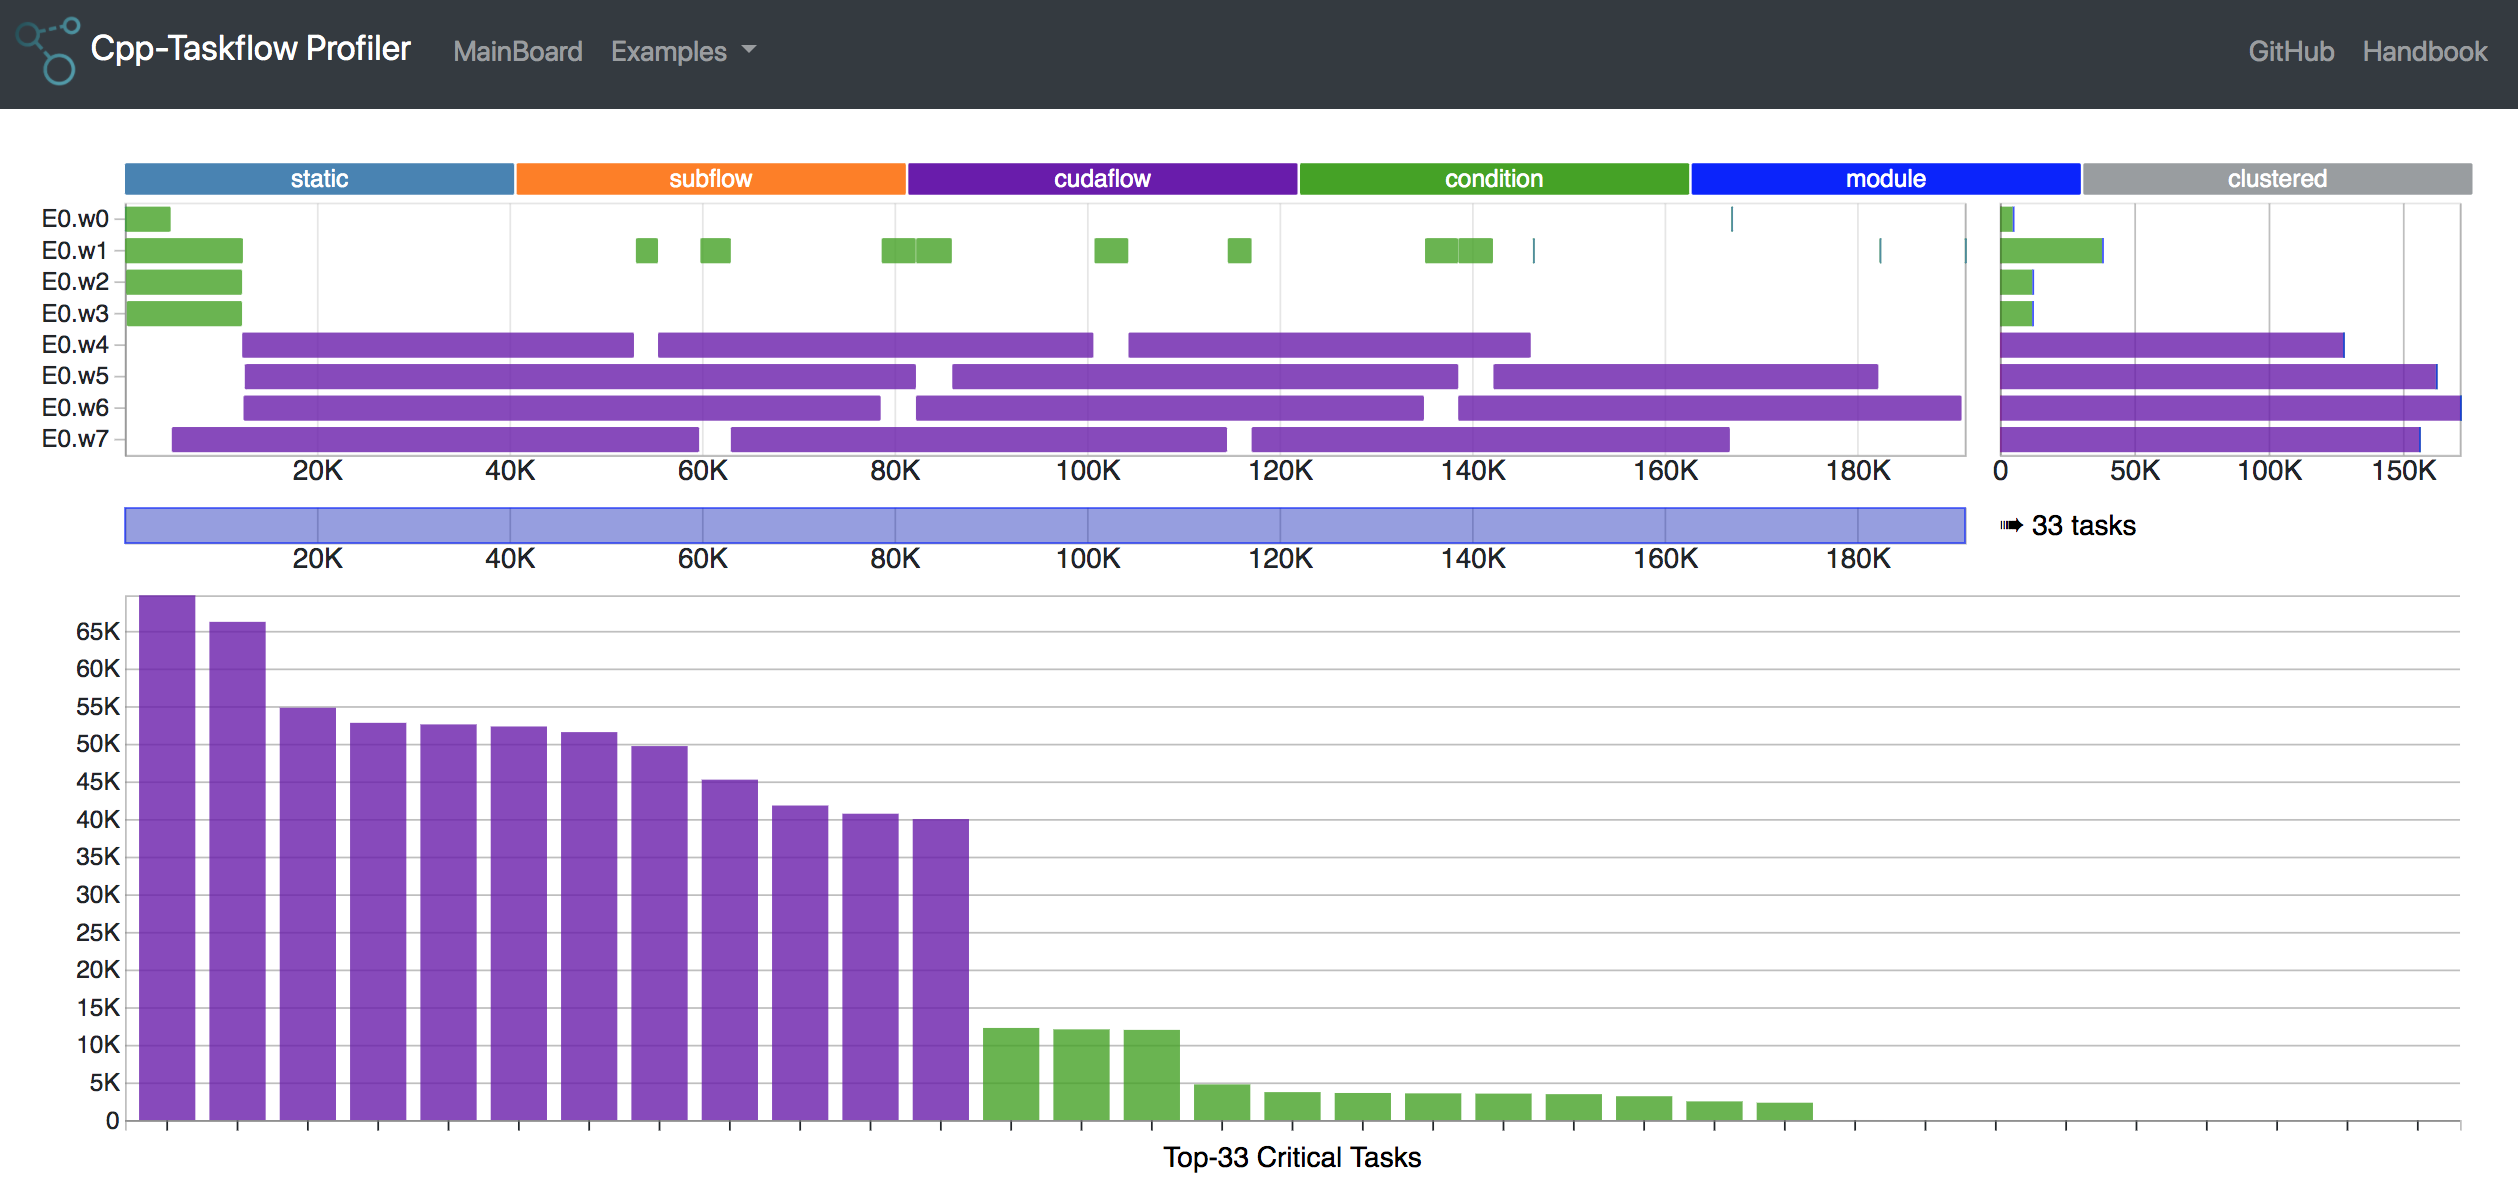 Cpp-Taskflow Profiler MainBoard Examples GitHub Handbook
static subflow cudaflow condition module clustered
E0.w0
E0.w1
E0.w2
E0.w3
E0.w4
E0.w5
E0.w6
E0.w7
20K 40K 60K 80K 100K 120K 140K 160K 180K 0 50K 100K 150K
33 tasks
20K 40K 60K 80K 100K 120K 140K 160K 180K
65K
60K
55K
50K
45K
40K
35K
30K
25K
20K
15K
10K
5K
0
Top-33 Critical Tasks